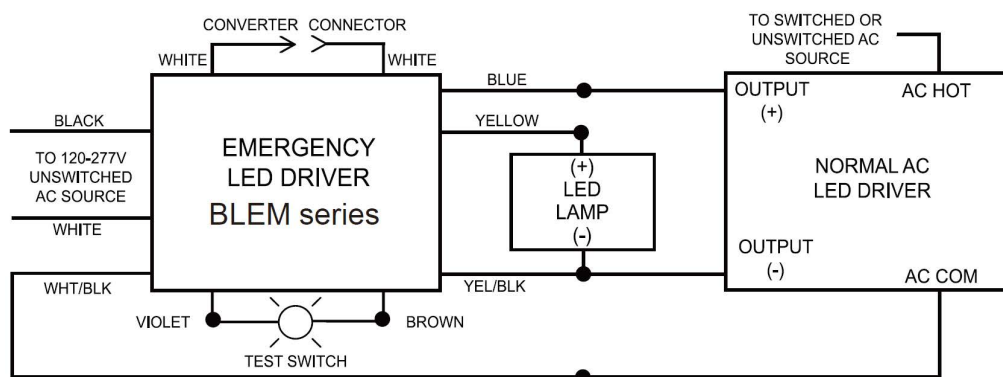 CONVERTER CONNECTOR
WHITE WHITE
BLACK
TO 120-277V
UNSWITCHED
AC SOURCE
WHITE
WHT/BLK
EMERGENCY
LED DRIVER
BLEM series
VIOLET
BROWN
TEST SWITCH
BLUE
YELLOW
(+)
LED
LAMP
(-)
YEL/BLK
TO SWITCHED OR
UNSWITCHED AC
SOURCE
OUTPUT
(+)
AC HOT
NORMAL AC
LED DRIVER
OUTPUT
(-)
AC COM